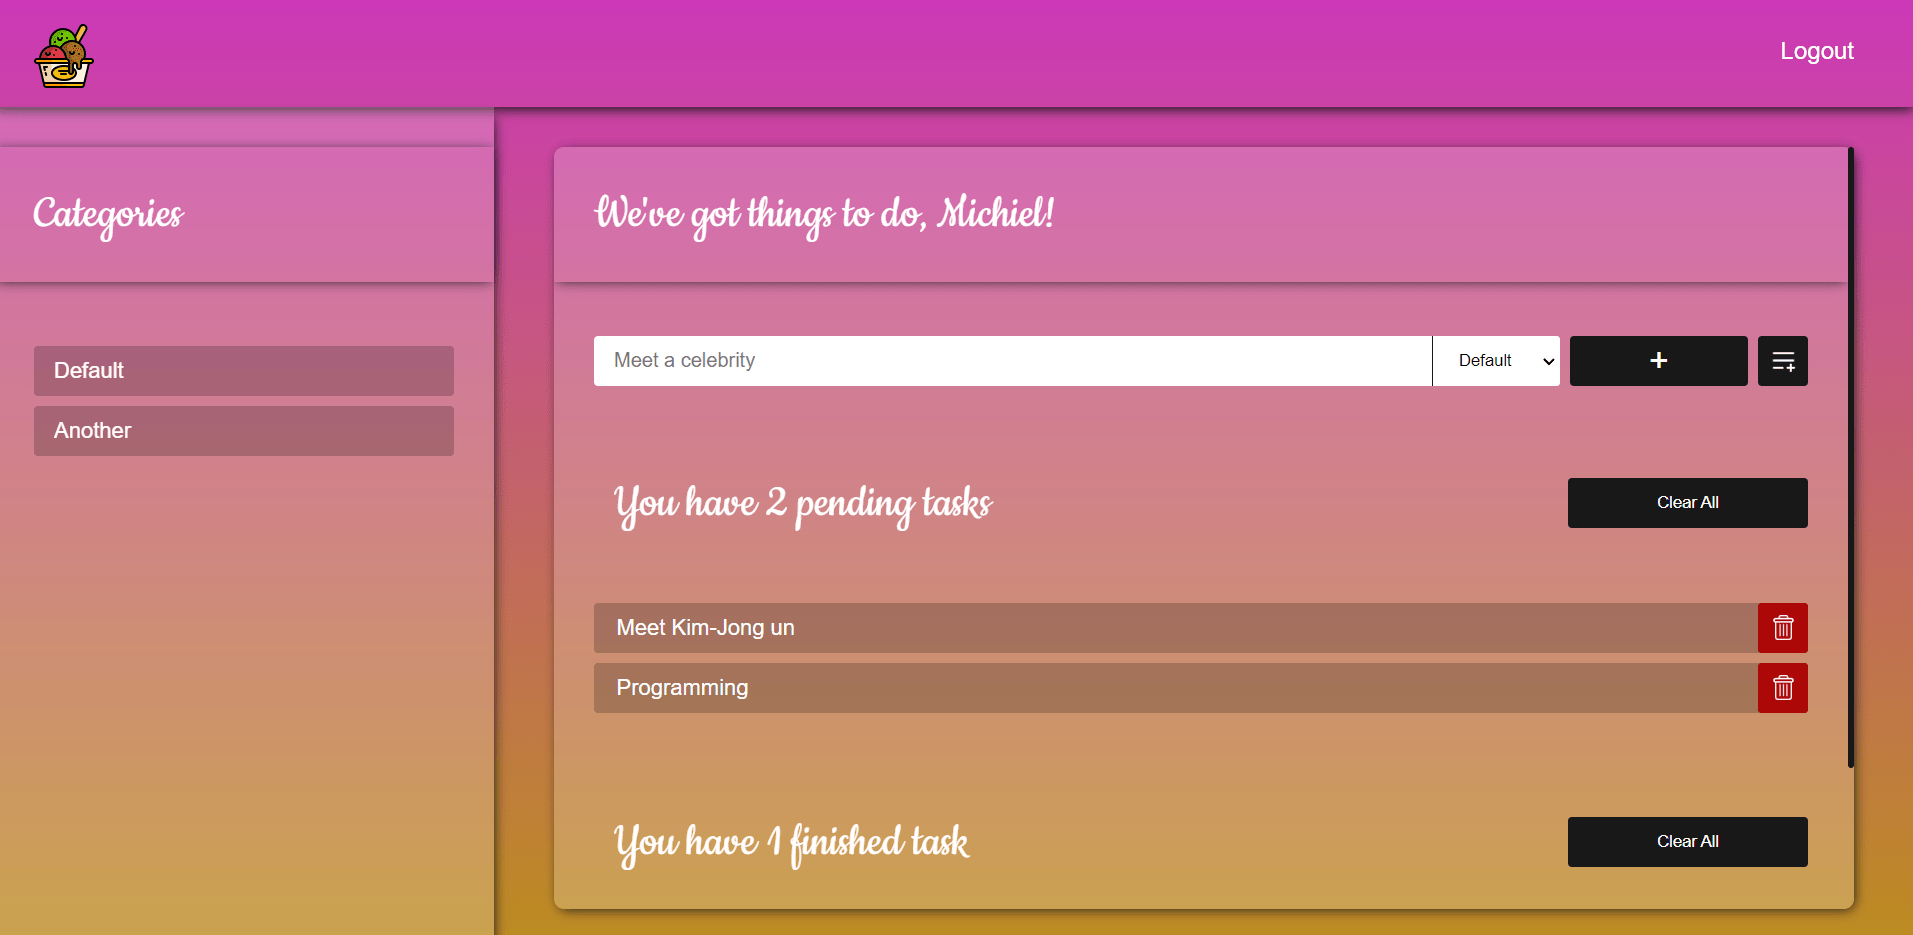 Logout
Categories
Default
Another
We've got things to do, Michiel!
Meet a celebrity
Default
+
You have 2 pending tasks
Clear All
Meet Kim-Jong un
Programming
You have 1 finished task
Clear All